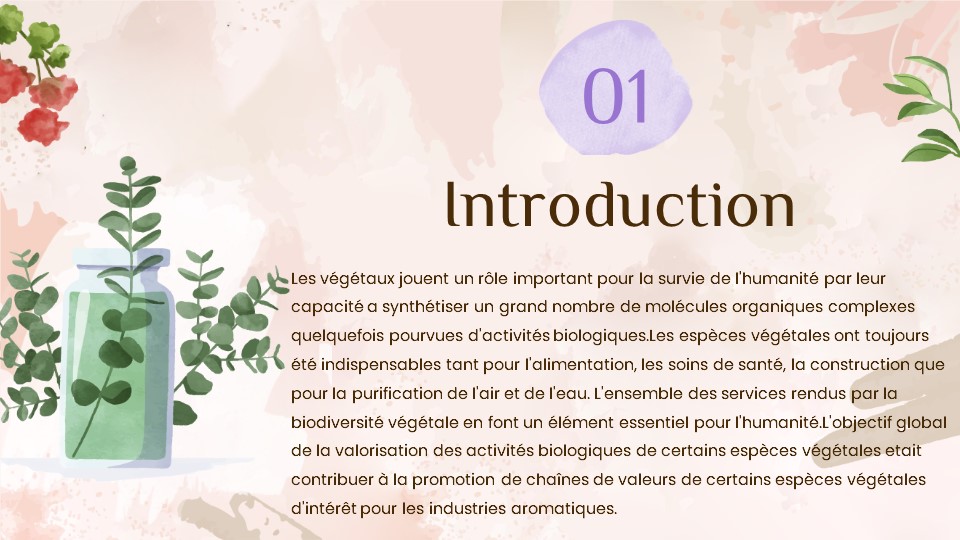 01
Introduction
Les végétaux jouent un rôle important pour la survie de l'humanité par leur
capacité a synthétiser un grand nombre de molécules organiques complexes
quelquefois pourvues d'activités biologiques.Les espèces végétales ont toujours
été indispensables tant pour l'alimentation, les soins de santé, la construction que
pour la purification de l'air et de l'eau. L'ensemble des services rendus par la
biodiversité végétale en font un élément essentiel pour l'humanité.L'objectif global
de la valorisation des activités biologiques de certains espèces végétales etait
contribuer à la promotion de chaînes de valeurs de certains espèces végétales
d'intérêt pour les industries aromatiques.